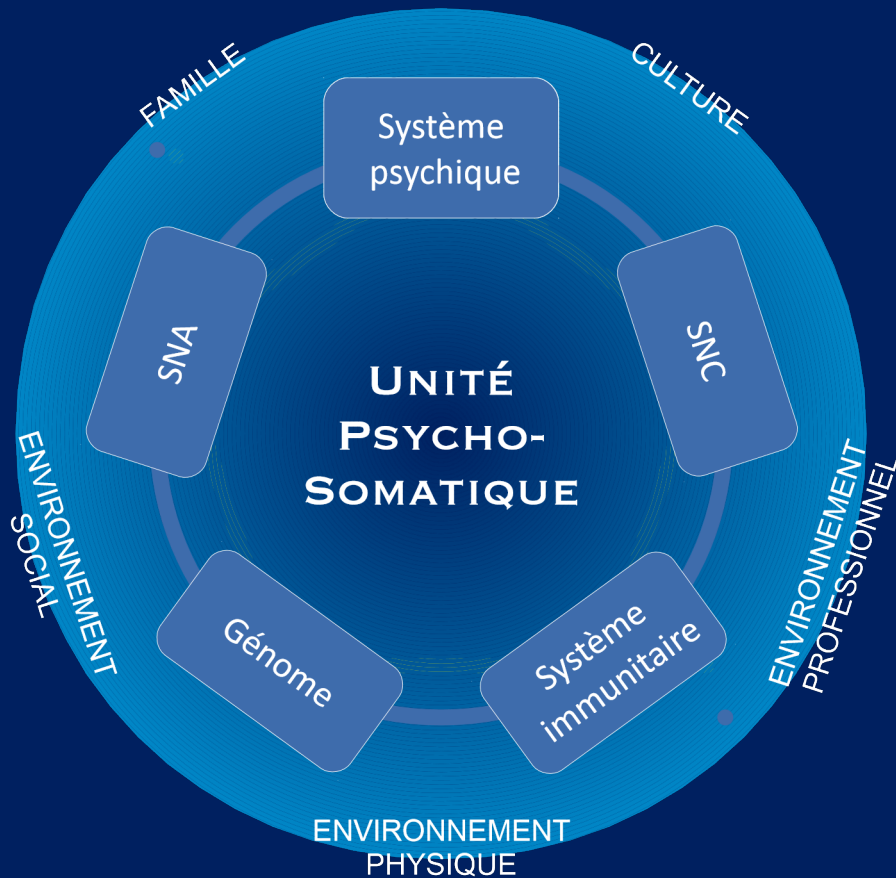 FAMILLE
CULTURE
Système
psychique
SNA
SNC
UNITÉ
PSYCHO-
SOMATIQUE
ENVIRONNEMENT
SOCIAL
ENVIRONNEMENT
PROFESSIONNEL
Génome
Système
immunitaire
ENVIRONNEMENT
PHYSIQUE